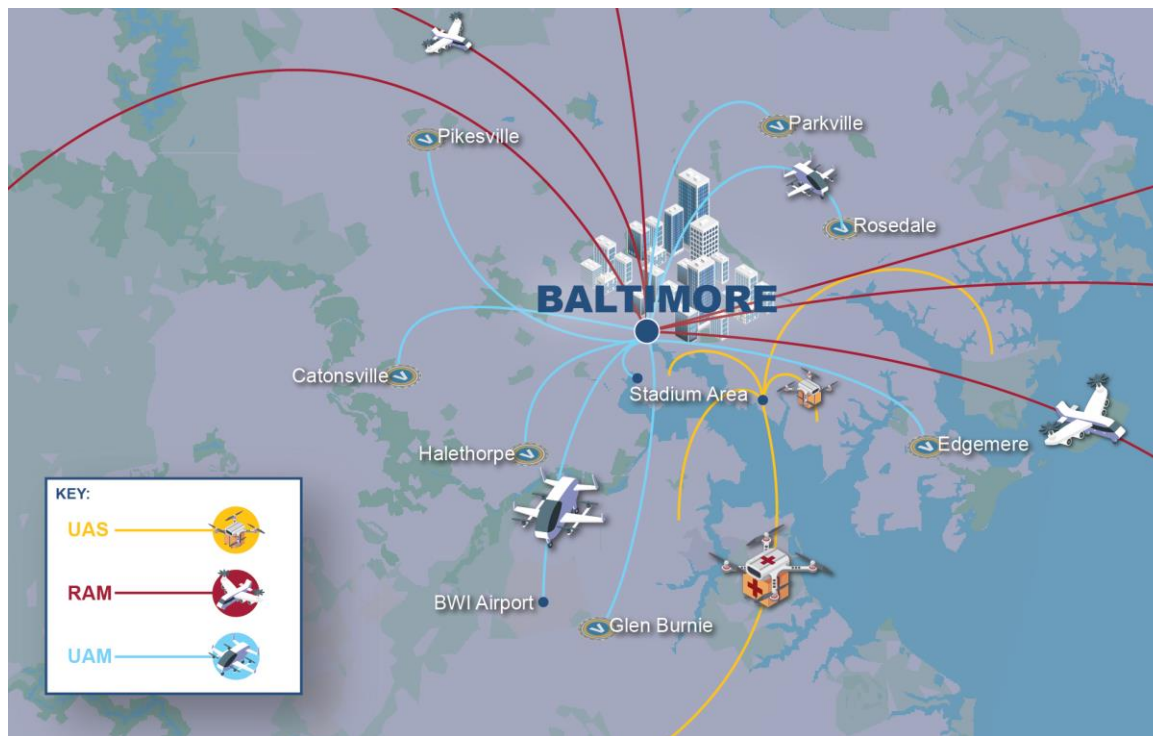 Pikesville
Parkville
Rosedale
BALTIMORE
Catonsville
Stadium Area
Halethorpe
Edgemere
KEY:
UAS
RAM
UAM
BWI Airport
Glen Burnie
V
V
V
V
V
V
V